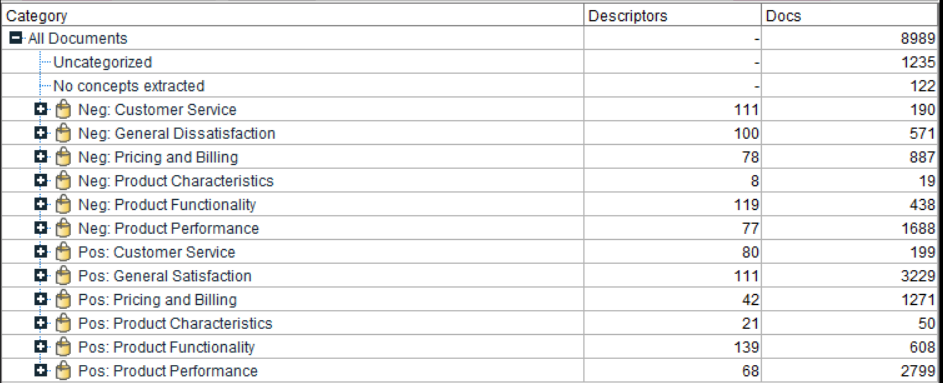 Category Descriptors Docs
All Documents - 8989
Uncategorized - 1235
No concepts extracted - 122
Neg: Customer Service 111 190
Neg: General Dissatisfaction 100 571
Neg: Pricing and Billing 78 887
Neg: Product Characteristics 8 19
Neg: Product Functionality 119 438
Neg: Product Performance 77 1688
Pos: Customer Service 80 199
Pos: General Satisfaction 111 3229
Pos: Pricing and Billing 42 1271
Pos: Product Characteristics 21 50
Pos: Product Functionality 139 608
Pos: Product Performance 68 2799